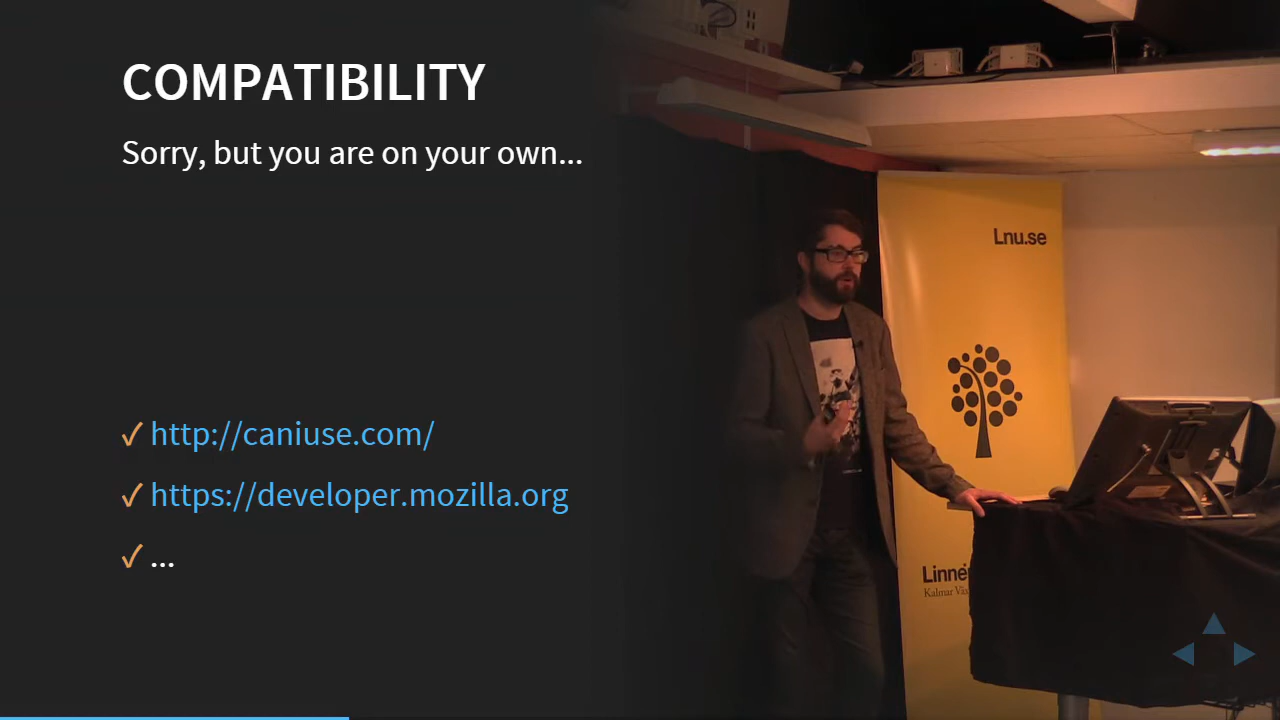 COMPATIBILITY
Sorry, but you are on your own...
✓ http://caniuse.com/
✓ https://developer.mozilla.org
✓ ...
Lnu.se
Linné
Kalmar Väx